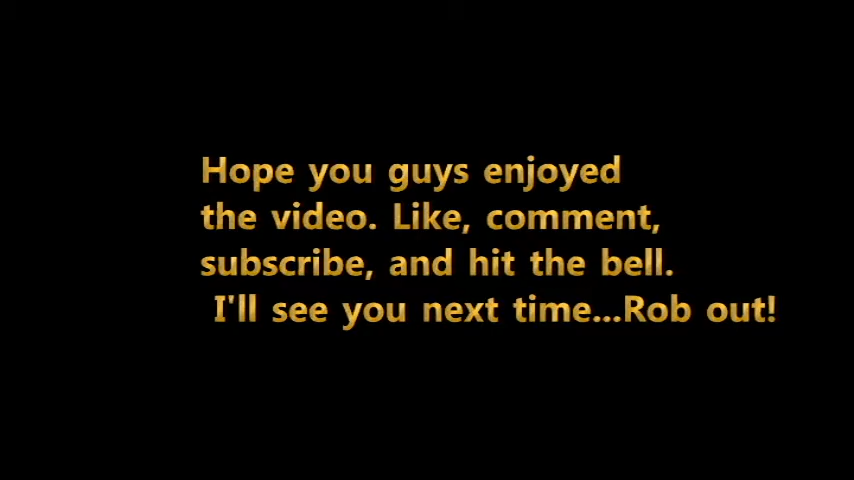 Hope you guys enjoyed
the video. Like, comment,
subscribe, and hit the bell.
I'll see you next time...Rob out!